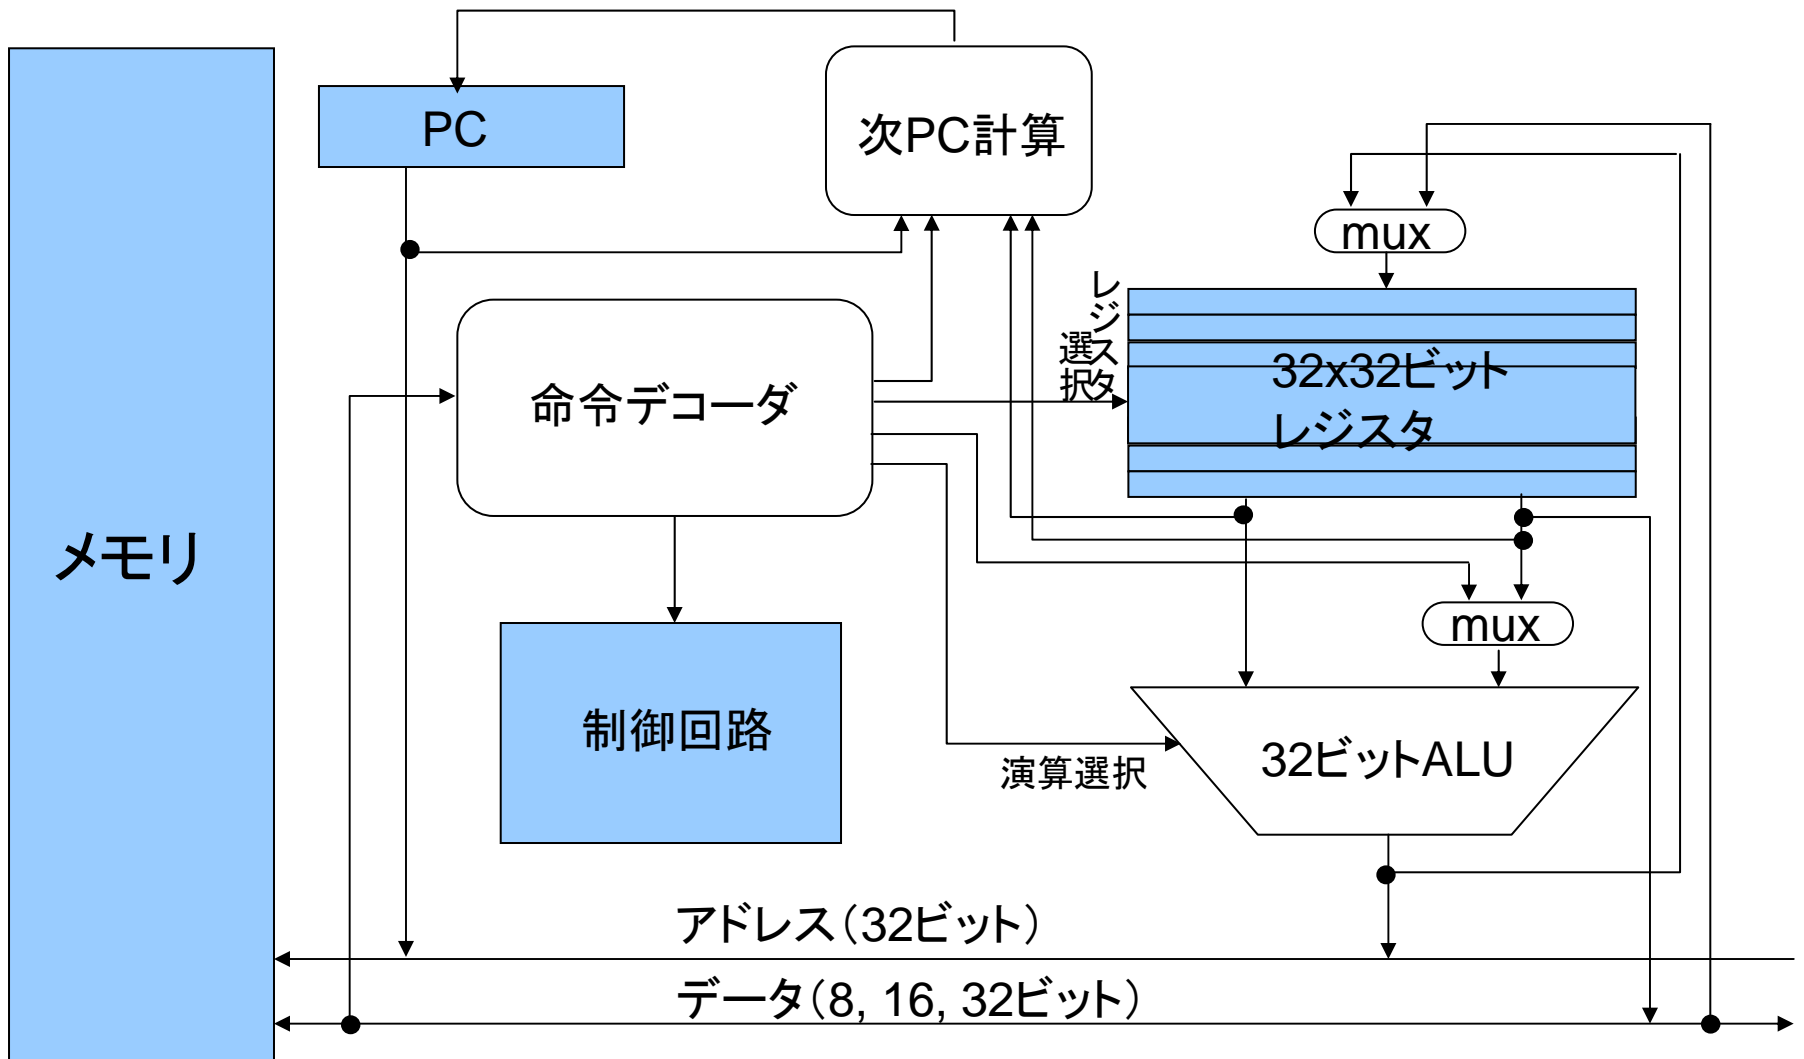 PC
次PC計算
mux
レジスタ
選択
32x32ビット
レジスタ
命令デコーダ
メモリ
mux
制御回路
32ビットALU
演算選択
アドレス（32ビット）
データ（8, 16, 32ビット）